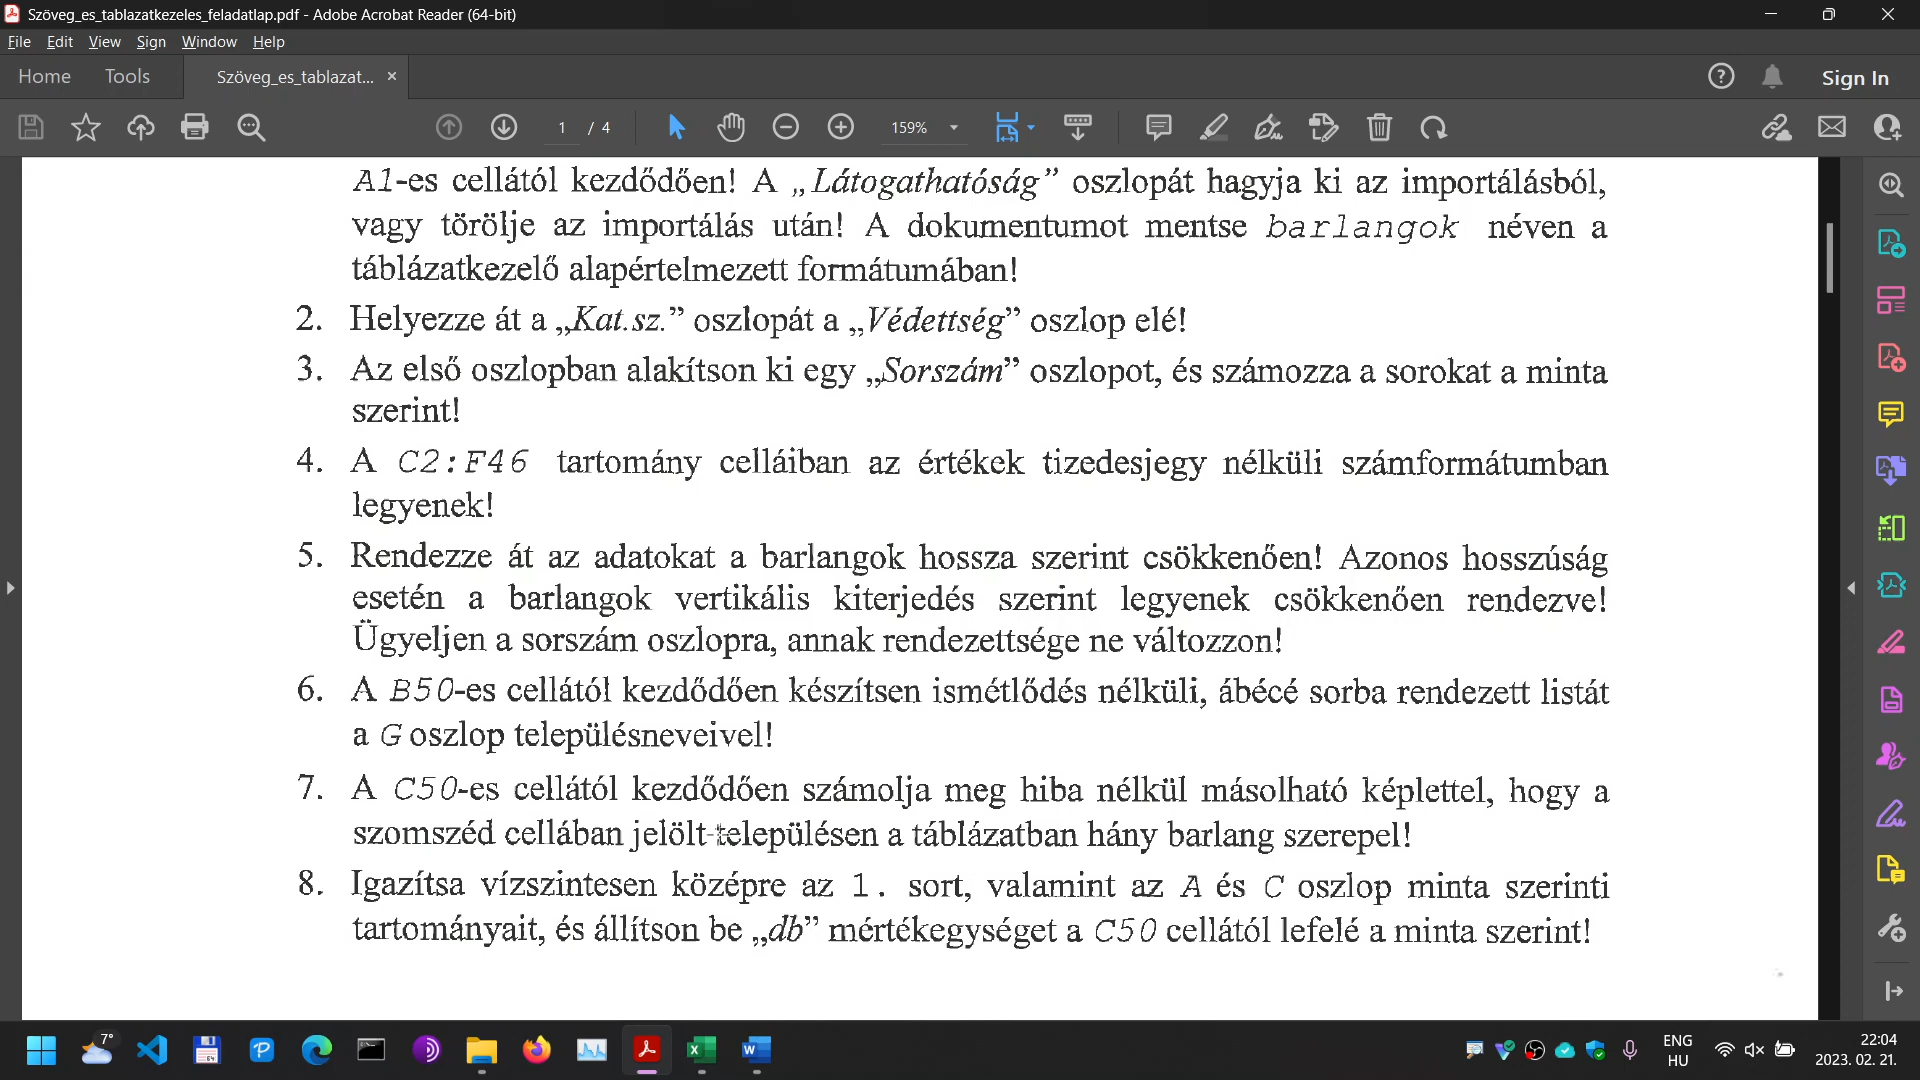 Szöveg_es_tablazatkezeles_feladatlap.pdf - Adobe Acrobat Reader (64-bit)
File Edit View Sign Window Help
Home Tools Szöveg_es_tablazat... × Sign In
1 / 4 159%
A1-es cellától kezdődően! A „Látogathatóság” oszlopát hagyja ki az importálásból,
vagy törölje az importálás után! A dokumentumot mentse barlangok néven a
táblázatkezelő alapértelmezett formátumában!
2. Helyezze át a „Kat.sz.” oszlopát a „Védettség” oszlop elé!
3. Az első oszlopban alakítson ki egy „Sorszám” oszlopot, és számozza a sorokat a minta
szerint!
4. A C2:F46 tartomány celláiban az értékek tizedesjegy nélküli számformátumban
legyenek!
5. Rendezze át az adatokat a barlangok hossza szerint csökkenően! Azonos hosszúság
esetén a barlangok vertikális kiterjedés szerint legyenek csökkenően rendezve!
Ügyeljen a sorszám oszlopra, annak rendezettsége ne változzon!
6. A B50-es cellától kezdődően készítsen ismétlődés nélküli, ábécé sorba rendezett listát
a G oszlop településneveivel!
7. A C50-es cellától kezdődően számolja meg hiba nélkül másolható képlettel, hogy a
szomszéd cellában jelölt településen a táblázatban hány barlang szerepel!
8. Igazítsa vízszintesen középre az 1. sort, valamint az A és C oszlop minta szerinti
tartományait, és állítson be „db” mértékegységet a C50 cellától lefelé a minta szerint!
7°
ENG
HU
22:04
2023. 02. 21.